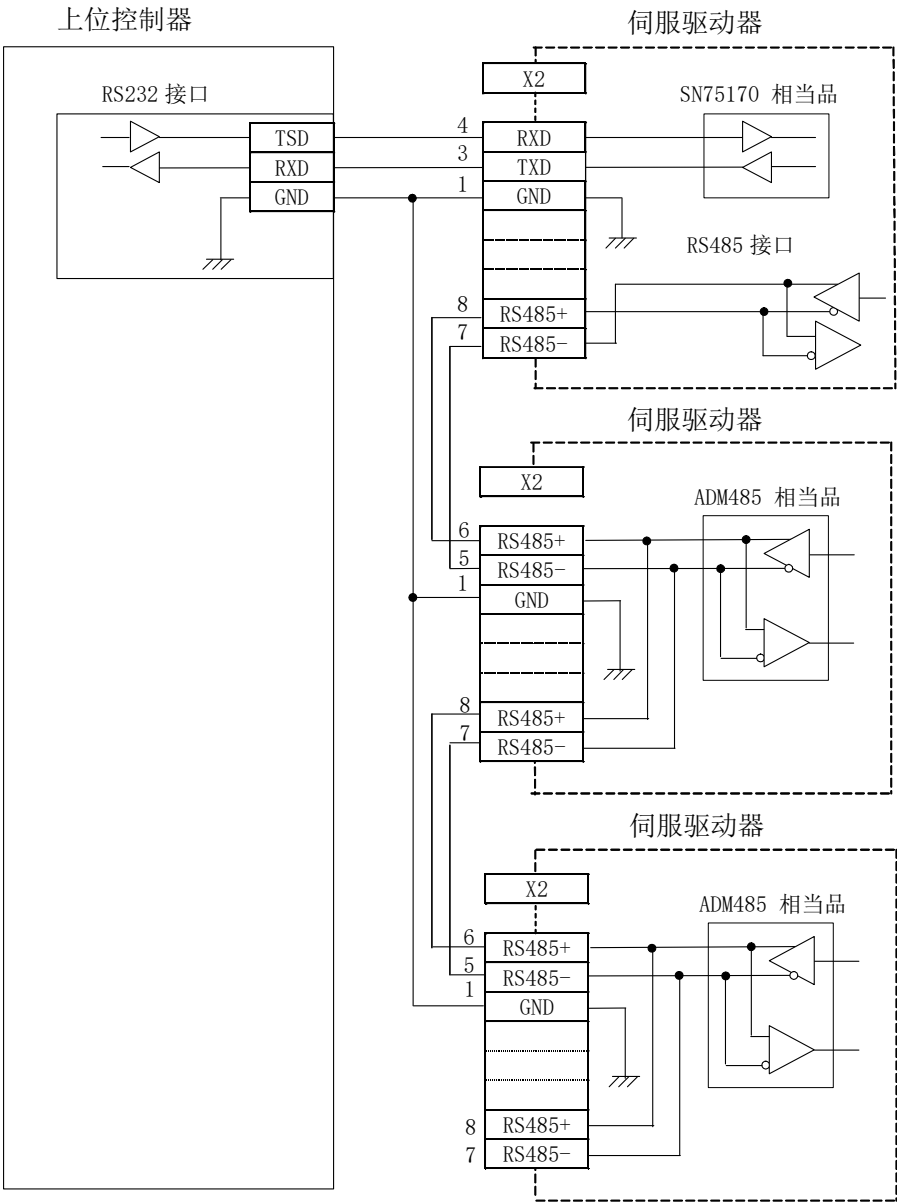 上位控制器
RS232 接口
TSD
RXD
GND
伺服驱动器
X2
SN75170 相当品
4 RXD
3 TXD
1 GND
RS485 接口
8 RS485+
7 RS485-
伺服驱动器
X2
ADM485 相当品
6 RS485+
5 RS485-
1 GND
8 RS485+
7 RS485-
伺服驱动器
X2
ADM485 相当品
6 RS485+
5 RS485-
1 GND
8 RS485+
7 RS485-